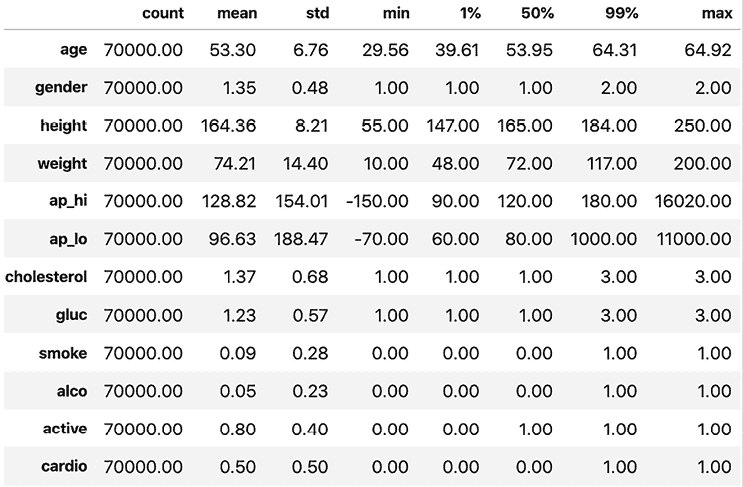 count mean std min 1% 50% 99% max
age 70000.00 53.30 6.76 29.56 39.61 53.95 64.31 64.92
gender 70000.00 1.35 0.48 1.00 1.00 1.00 2.00 2.00
height 70000.00 164.36 8.21 55.00 147.00 165.00 184.00 250.00
weight 70000.00 74.21 14.40 10.00 48.00 72.00 117.00 200.00
ap_hi 70000.00 128.82 154.01 -150.00 90.00 120.00 180.00 16020.00
ap_lo 70000.00 96.63 188.47 -70.00 60.00 80.00 1000.00 11000.00
cholesterol 70000.00 1.37 0.68 1.00 1.00 1.00 3.00 3.00
gluc 70000.00 1.23 0.57 1.00 1.00 1.00 3.00 3.00
smoke 70000.00 0.09 0.28 0.00 0.00 0.00 1.00 1.00
alco 70000.00 0.05 0.23 0.00 0.00 0.00 1.00 1.00
active 70000.00 0.80 0.40 0.00 0.00 1.00 1.00 1.00
cardio 70000.00 0.50 0.50 0.00 0.00 0.00 1.00 1.00